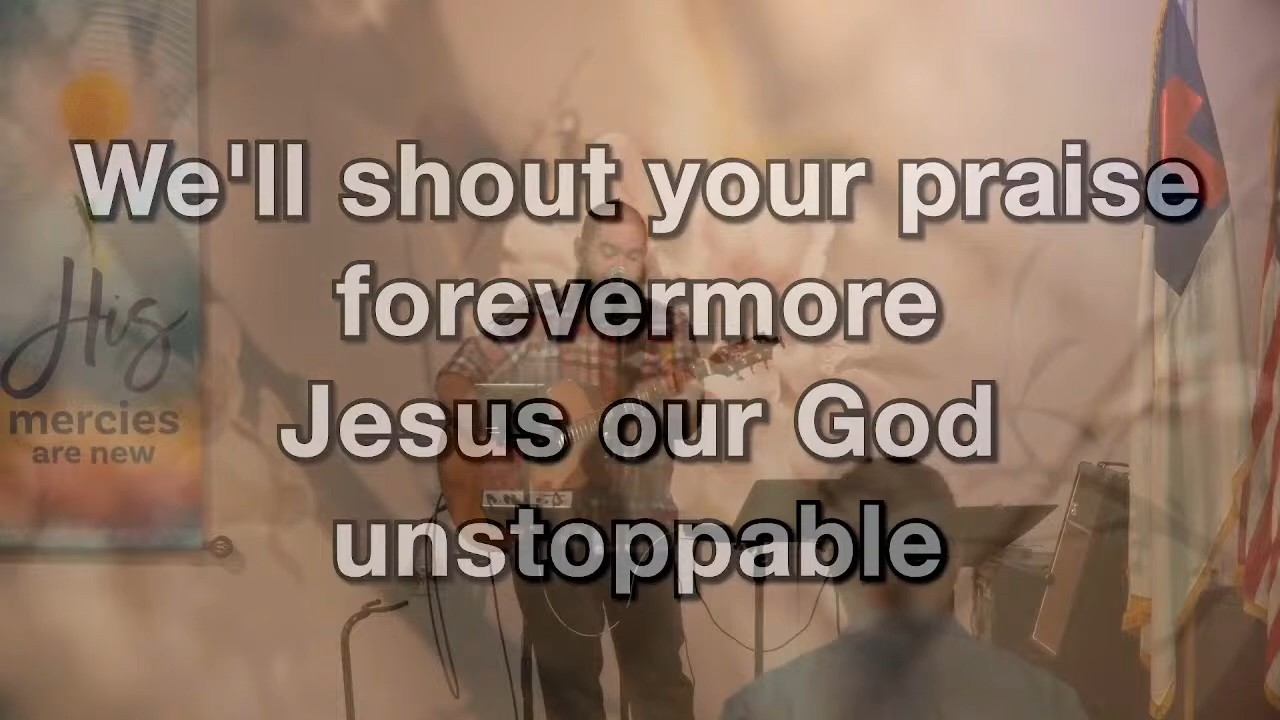 We'll shout your praise
forevermore
Jesus our God
unstoppable
His
mercies
are new